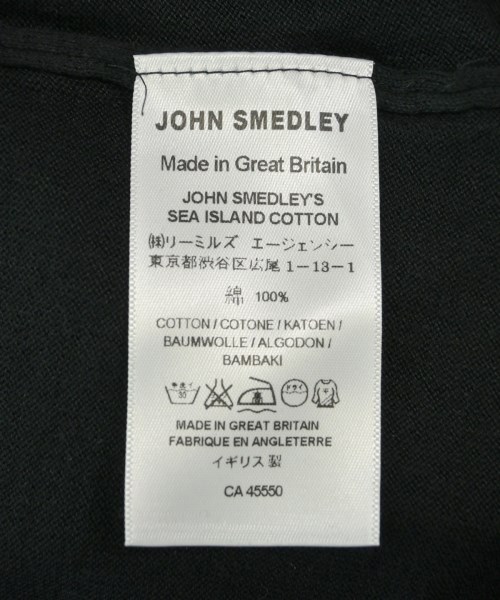 JOHN SMEDLEY
Made in Great Britain
JOHN SMEDLEY'S
SEA ISLAND COTTON
㈱リーミルズ エージェンシー
東京都渋谷区広尾 1-13-1
綿 100%
COTTON / COTONE / KATOEN /
BAUMWOLLE / ALGODON /
BAMBAKI
MADE IN GREAT BRITAIN
FABRIQUE EN ANGLETERRE
イギリス製
CA 45550